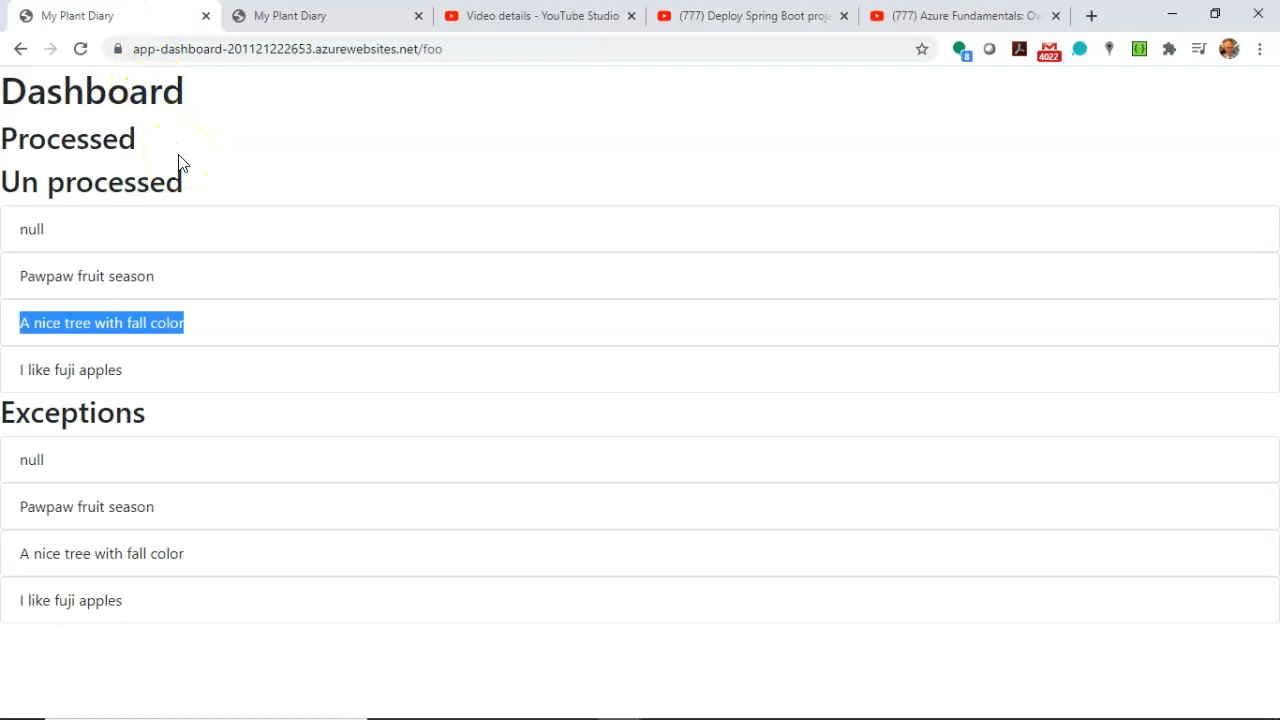 My Plant Diary
My Plant Diary
Video details - YouTube Studio
(777) Deploy Spring Boot proj
(777) Azure Fundamentals: Ov
app-dashboard-201121222653.azurewebsites.net/foo
8
4022
Dashboard
Processed
Un processed
null
Pawpaw fruit season
A nice tree with fall color
I like fuji apples
Exceptions
null
Pawpaw fruit season
A nice tree with fall color
I like fuji apples